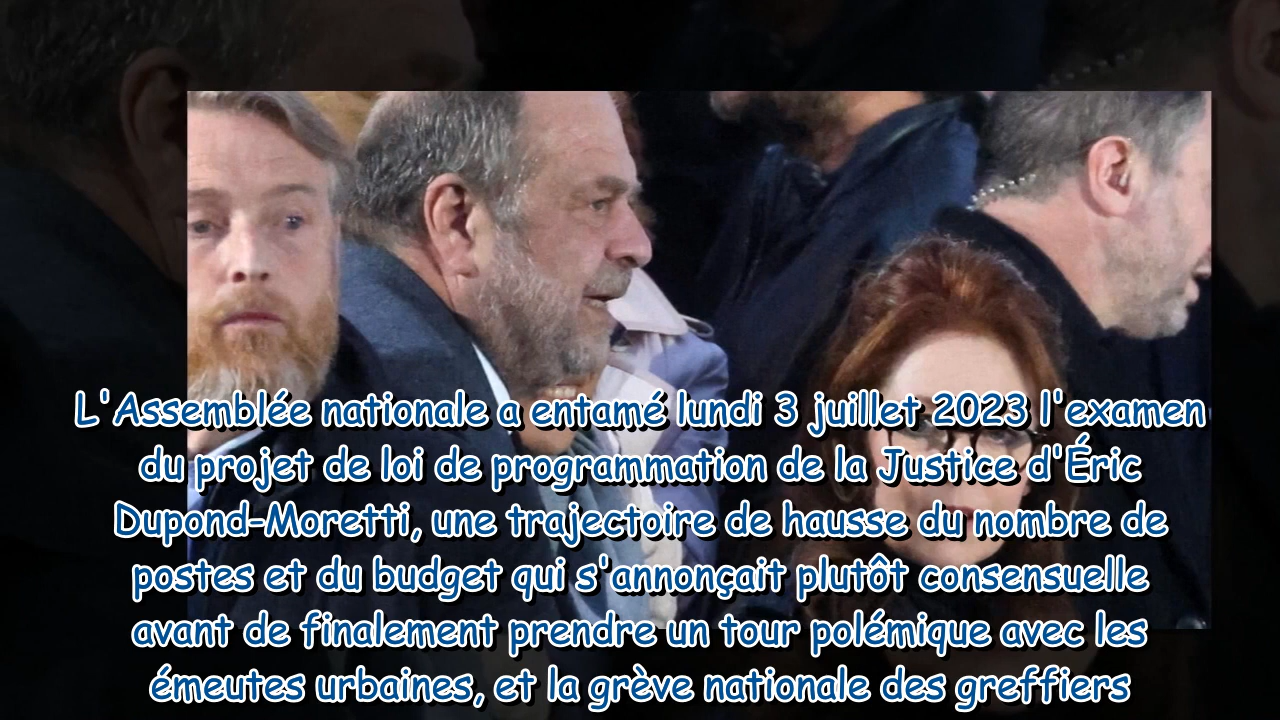 L'Assemblée nationale a entamé lundi 3 juillet 2023 l'examen
du projet de loi de programmation de la Justice d'Éric
Dupond-Moretti, une trajectoire de hausse du nombre de
postes et du budget qui s'annonçait plutôt consensuelle
avant de finalement prendre un tour polémique avec les
émeutes urbaines, et la grève nationale des greffiers